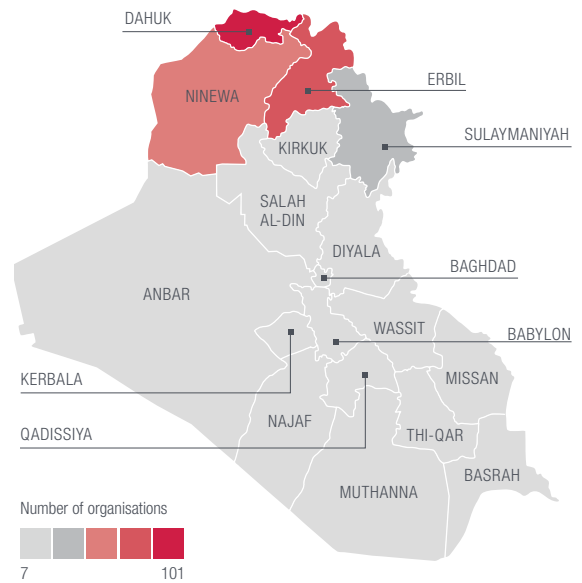 DAHUK
ERBIL
NINEWA
SULAYMANIYAH
KIRKUK
SALAH
AL-DIN
DIYALA
BAGHDAD
ANBAR
WASSIT
BABYLON
KERBALA
MISSAN
NAJAF
QADISSIYA
THI-QAR
BASRAH
MUTHANNA
Number of organisations
7
101